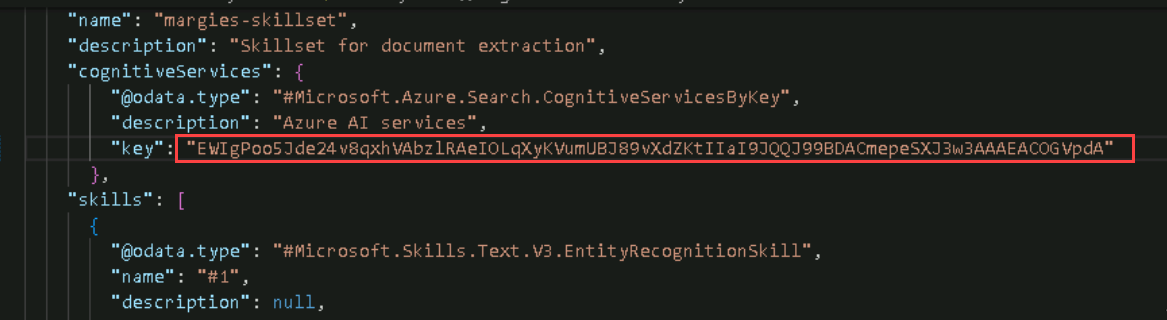 "name": "margies-skillset",
"description": "Skillset for document extraction",
"cognitiveServices": {
"@odata.type": "#Microsoft.Azure.Search.CognitiveServicesByKey",
"description": "Azure AI services",
"key": "EWIgPoo5Jde24v8qxhVAbzlRAeIOLqXyKVumUBJ89vXdZKtIIaI9JQQJ99BDACmepeSXJ3w3AAAEACOGVpdA"
},
"skills": [
{
"@odata.type": "#Microsoft.Skills.Text.V3.EntityRecognitionSkill",
"name": "#1",
"description": null,